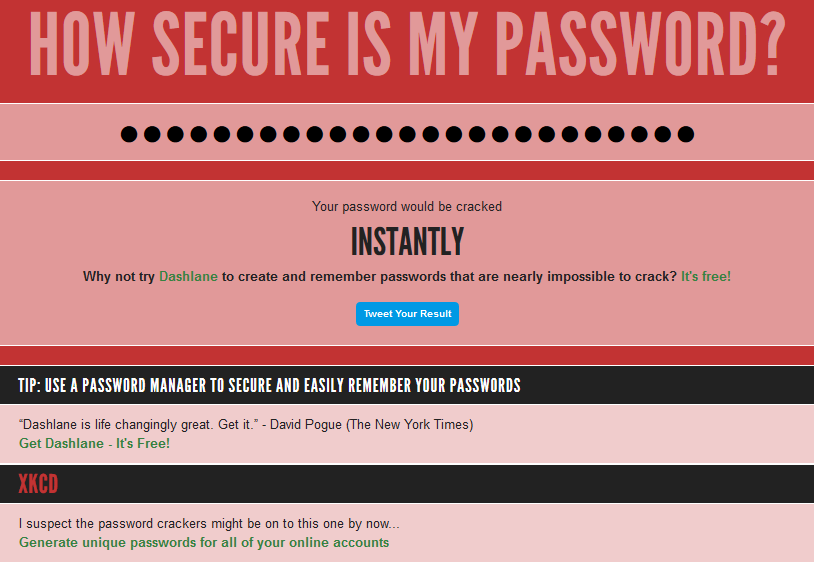 HOW SECURE IS MY PASSWORD?
●●●●●●●●●●●●●●●●●●●●●●●●●
Your password would be cracked
INSTANTLY
Why not try Dashlane to create and remember passwords that are nearly impossible to crack? It's free!
Tweet Your Result
TIP: USE A PASSWORD MANAGER TO SECURE AND EASILY REMEMBER YOUR PASSWORDS
“Dashlane is life changingly great. Get it.” - David Pogue (The New York Times)
Get Dashlane - It's Free!
XKCD
I suspect the password crackers might be on to this one by now...
Generate unique passwords for all of your online accounts